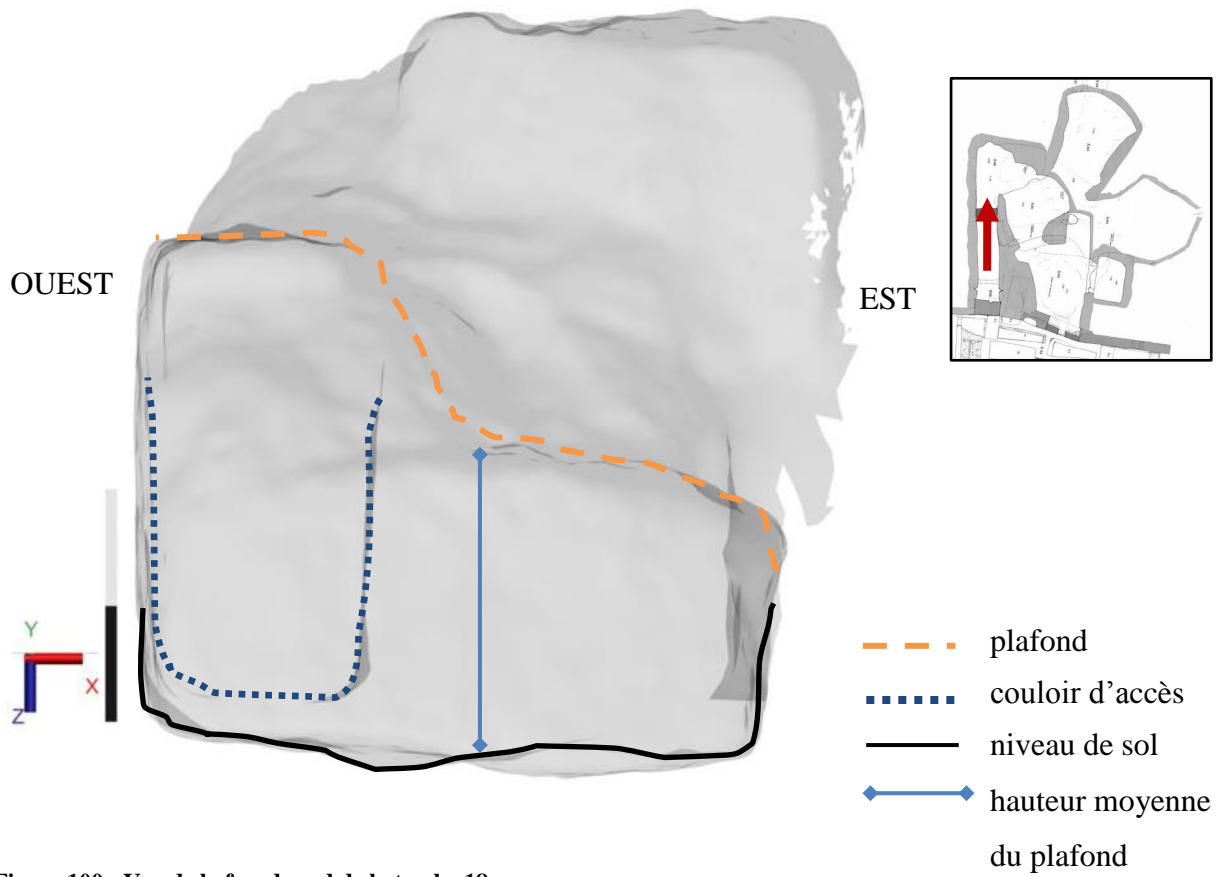 OUEST
EST
Y
X
Z
plafond
couloir d’accès
niveau de sol
hauteur moyenne
du plafond